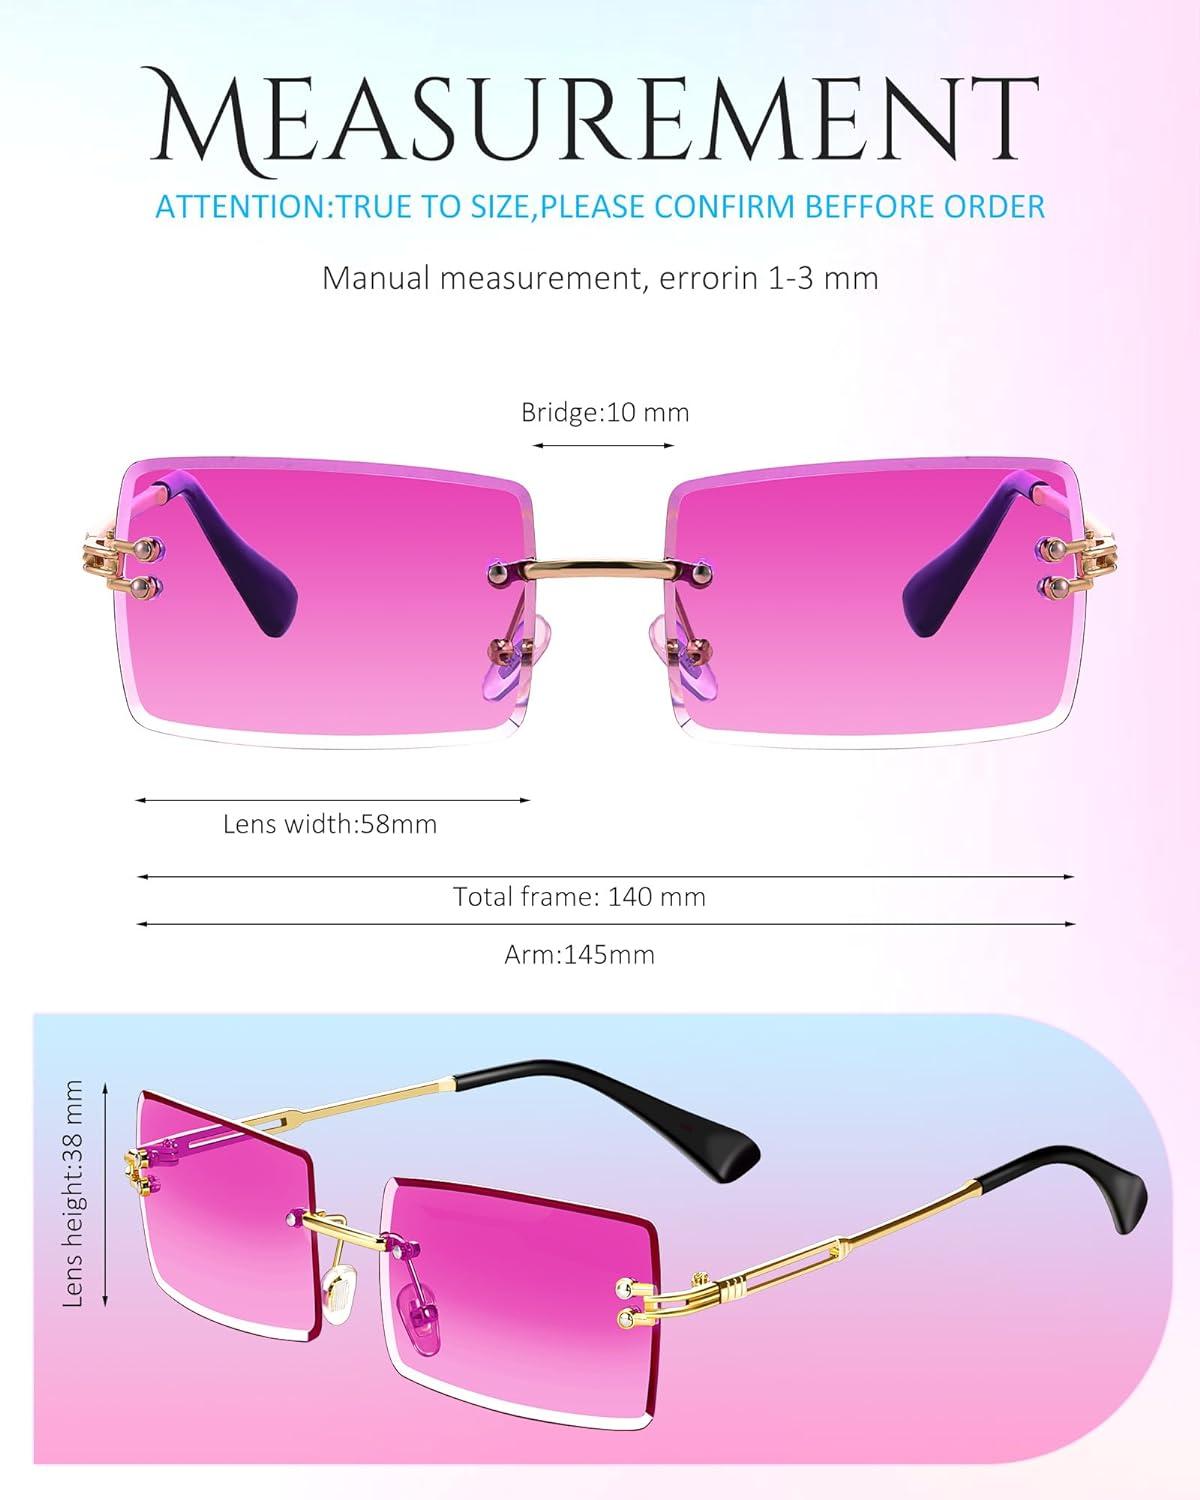 MEASUREMENT
ATTENTION:TRUE TO SIZE,PLEASE CONFIRM BEFFORE ORDER
Manual measurement, errorin 1-3 mm
Bridge:10 mm
Lens width:58mm
Total frame: 140 mm
Arm:145mm
Lens height:38 mm